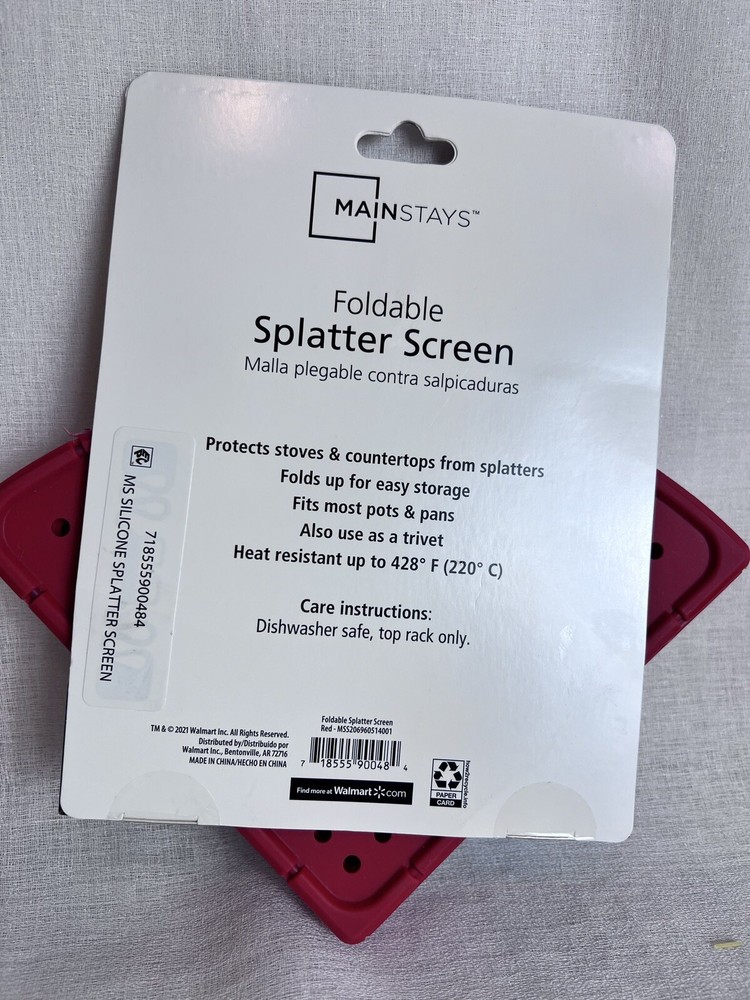 MAINSTAYS™
Foldable
Splatter Screen
Malla plegable contra salpicaduras
Protects stoves & countertops from splatters
Folds up for easy storage
Fits most pots & pans
Also use as a trivet
Heat resistant up to 428° F (220° C)
Care instructions:
Dishwasher safe, top rack only.
718555900484
MS SILICONE SPLATTER SCREEN
TM & © 2021 Walmart Inc. All Rights Reserved.
Distributed by/Distribuido por
Walmart Inc., Bentonville, AR 72716
MADE IN CHINA/HECHO EN CHINA
Foldable Splatter Screen
Red - MSS206960514001
7 18555 90048 4
Find more at Walmart.com
PAPER
CARD
how2recycle.info